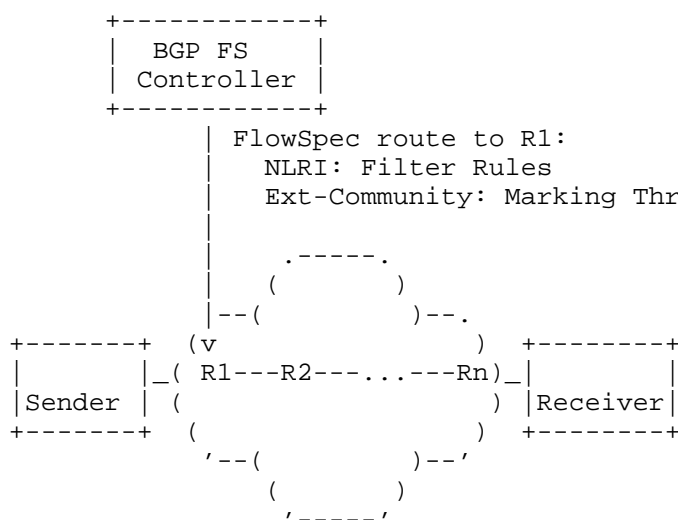 BGP FS
Controller
FlowSpec route to R1:
NLRI: Filter Rules
Ext-Community: Marking Thr
v
R1---R2---...---Rn
Sender
Receiver